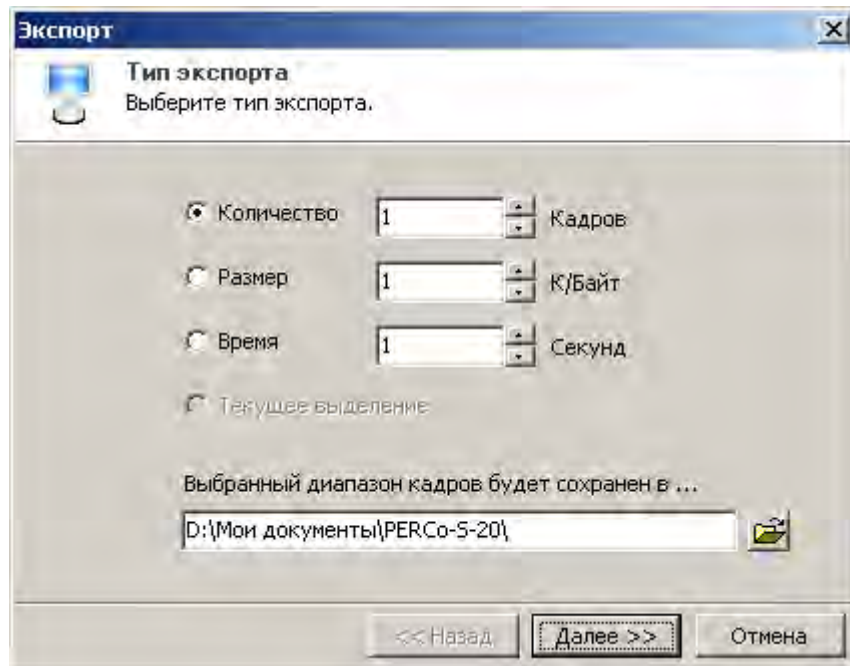 Экспорт
Тип экспорта
Выберите тип экспорта.
Количество 1 Кадров
Размер 1 К/Байт
Время 1 Секунд
Текущее выделение
Выбранный диапазон кадров будет сохранен в ...
D:\Мои документы\PERCo-S-20\
<< Назад Далее >> Отмена